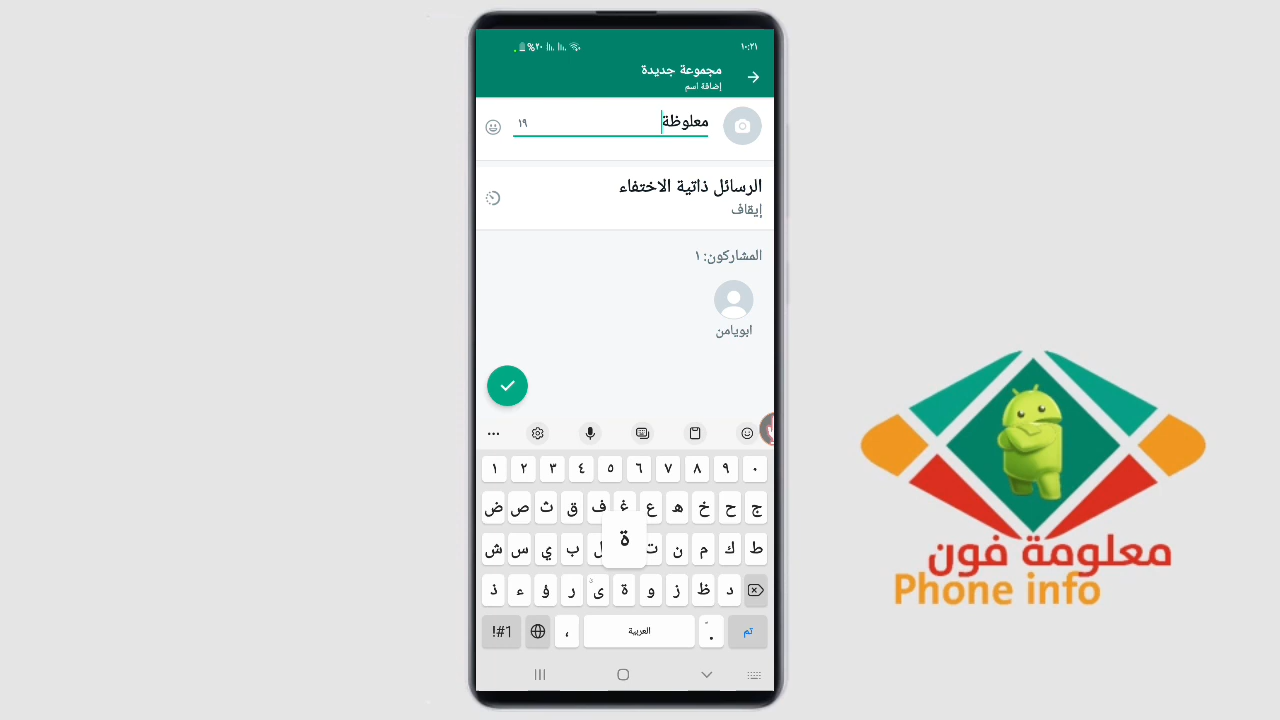 ١٠:٢١ %٢٠
مجموعة جديدة
إضافة اسم
معلوظة ١٩
الرسائل ذاتية الاختفاء
إيقاف
المشاركون: ١
ابويامن
١ ٢ ٣ ٤ ٥ ٦ ٧ ٨ ٩ ٠
ض ص ث ق ف غ ع ه خ ح ج
ة
ش س ي ب ل ت ن م ك ط
ذ ء ؤ ر ى ة و ز ظ د
!#1 ، العربية . تم
معلومة فون
Phone info